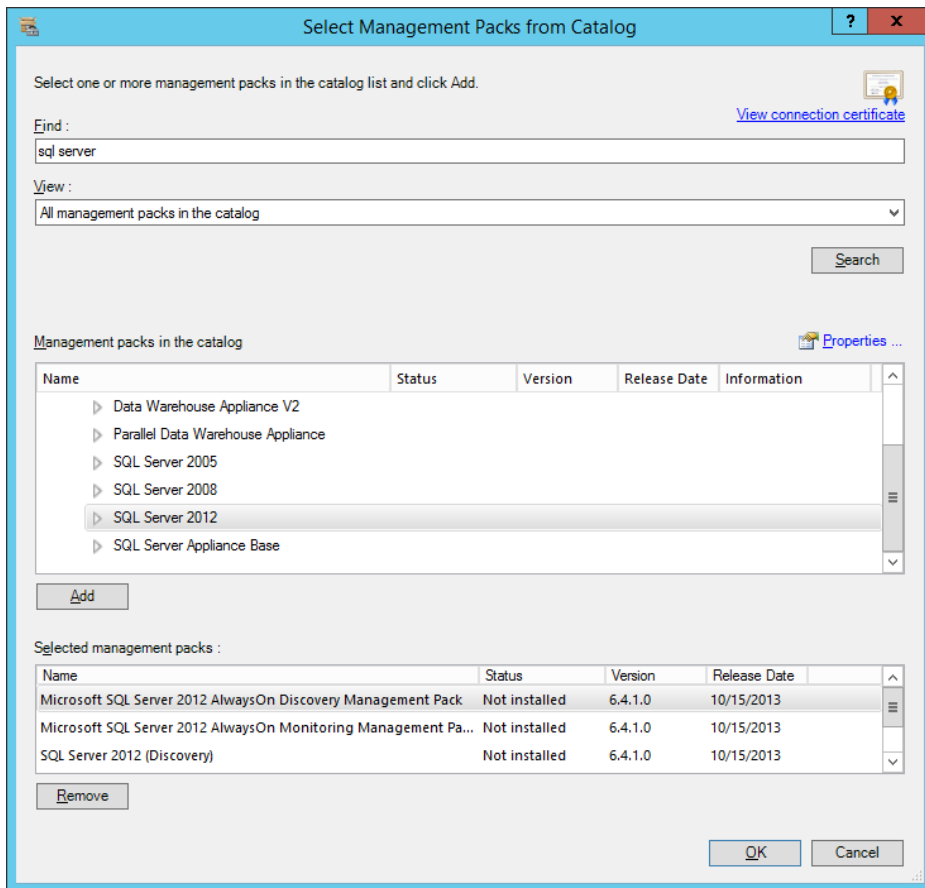 Select Management Packs from Catalog
? x
Select one or more management packs in the catalog list and click Add.
View connection certificate
Find :
sql server
View :
All management packs in the catalog
Search
Management packs in the catalog
Properties ...
Name Status Version Release Date Information
Data Warehouse Appliance V2
Parallel Data Warehouse Appliance
SQL Server 2005
SQL Server 2008
SQL Server 2012
SQL Server Appliance Base
Add
Selected management packs :
Name Status Version Release Date
Microsoft SQL Server 2012 AlwaysOn Discovery Management Pack Not installed 6.4.1.0 10/15/2013
Microsoft SQL Server 2012 AlwaysOn Monitoring Management Pa... Not installed 6.4.1.0 10/15/2013
SQL Server 2012 (Discovery) Not installed 6.4.1.0 10/15/2013
Remove
OK Cancel